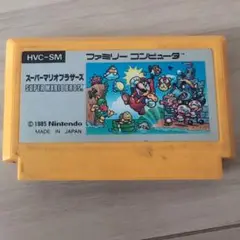 HVC-SM
ファミリー コンピュータ
スーパーマリオブラザーズ
SUPER MARIO BROS.
© 1985 Nintendo
MADE IN JAPAN